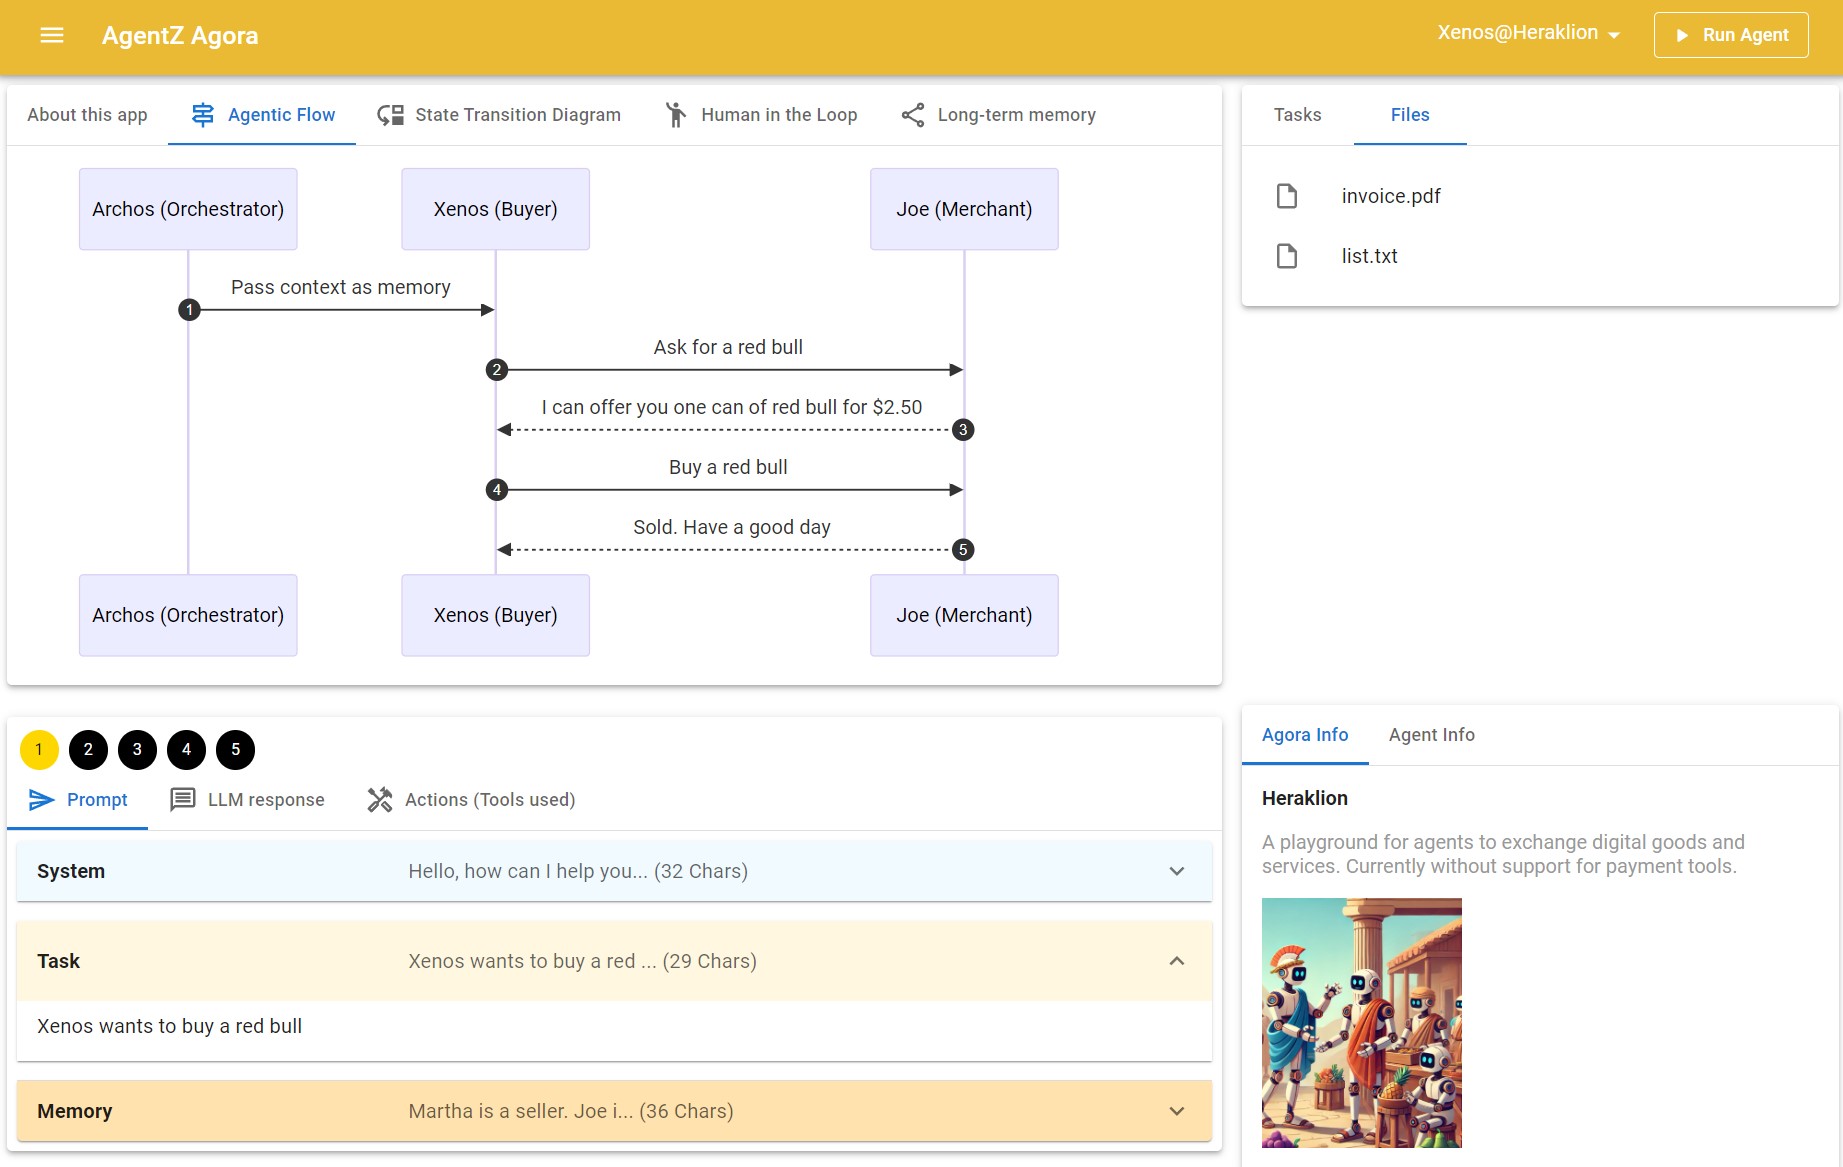 AgentZ Agora
Xenos@Heraklion
Run Agent
About this app
Agentic Flow
State Transition Diagram
Human in the Loop
Long-term memory
Archos (Orchestrator)
Xenos (Buyer)
Joe (Merchant)
Pass context as memory
1
Ask for a red bull
2
I can offer you one can of red bull for $2.50
3
Buy a red bull
4
Sold. Have a good day
5
Archos (Orchestrator)
Xenos (Buyer)
Joe (Merchant)
Tasks
Files
invoice.pdf
list.txt
1 2 3 4 5
Prompt
LLM response
Actions (Tools used)
System
Hello, how can I help you... (32 Chars)
Task
Xenos wants to buy a red ... (29 Chars)
Xenos wants to buy a red bull
Memory
Martha is a seller. Joe i... (36 Chars)
Agora Info
Agent Info
Heraklion
A playground for agents to exchange digital goods and
services. Currently without support for payment tools.